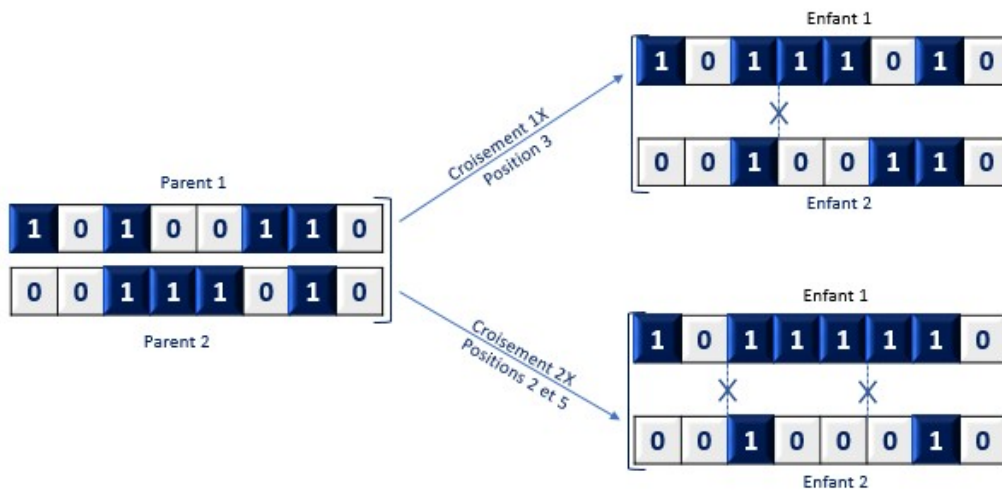 Enfant 1
1 0 1 1 1 0 1 0
Croisement 1X
Position 3
0 0 1 0 0 1 1 0
Enfant 2
Parent 1
1 0 1 0 0 1 1 0
0 0 1 1 1 0 1 0
Parent 2
Enfant 1
1 0 1 1 1 1 1 0
Croisement 2X
Positions 2 et 5
0 0 1 0 0 0 1 0
Enfant 2